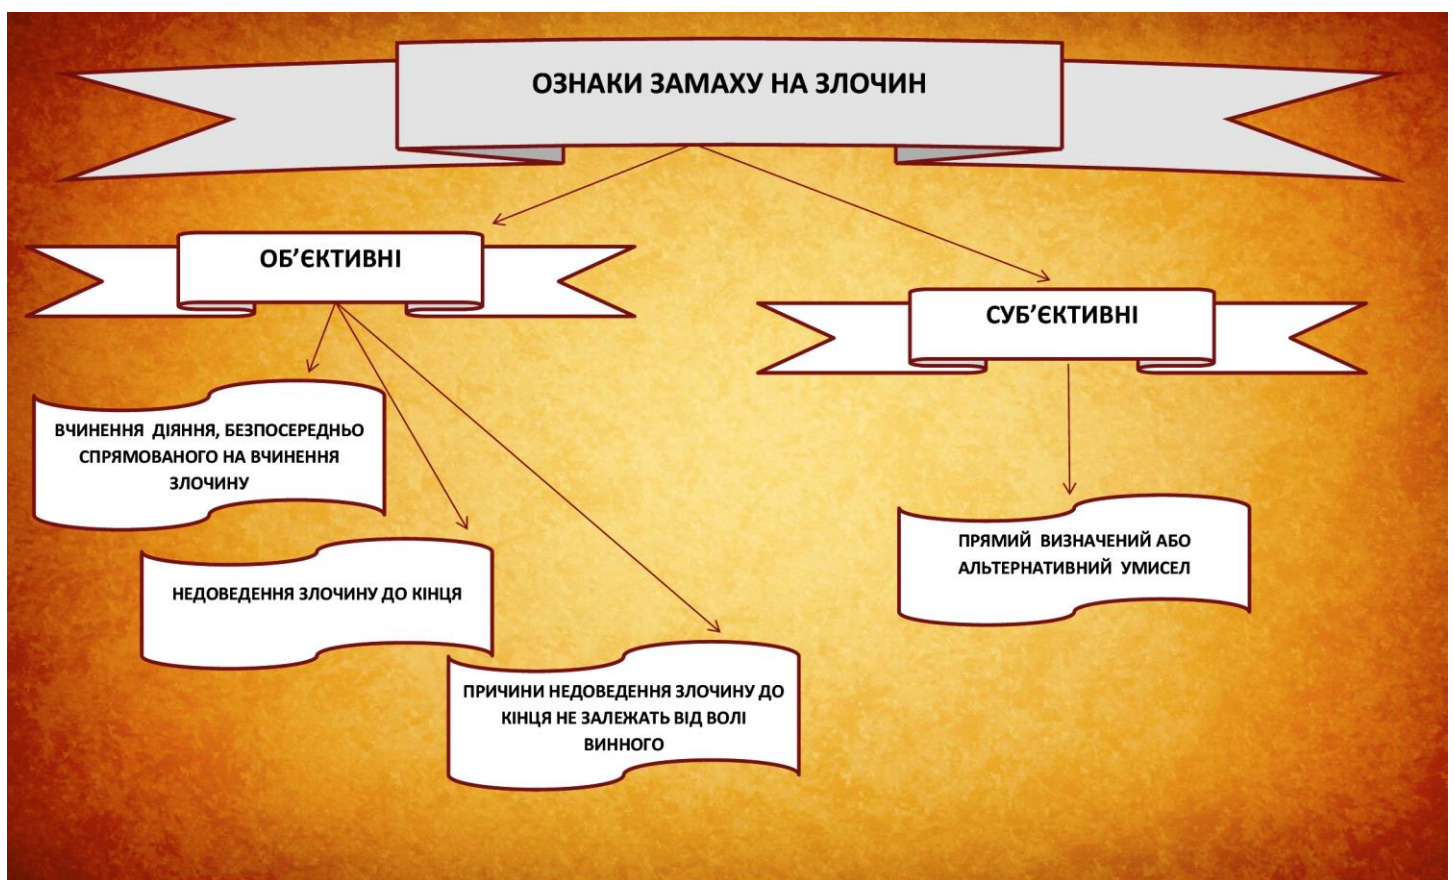 ОЗНАКИ ЗАМАХУ НА ЗЛОЧИН
ОБ’ЄКТИВНІ
СУБ’ЄКТИВНІ
ВЧИНЕННЯ ДІЯННЯ, БЕЗПОСЕРЕДНЬО
СПРЯМОВАНОГО НА ВЧИНЕННЯ
ЗЛОЧИНУ
НЕДОВЕДЕННЯ ЗЛОЧИНУ ДО КІНЦЯ
ПРИЧИНИ НЕДОВЕДЕННЯ ЗЛОЧИНУ ДО
КІНЦЯ НЕ ЗАЛЕЖАТЬ ВІД ВОЛІ
ВИННОГО
ПРЯМИЙ ВИЗНАЧЕНИЙ АБО
АЛЬТЕРНАТИВНИЙ УМИСЕЛ